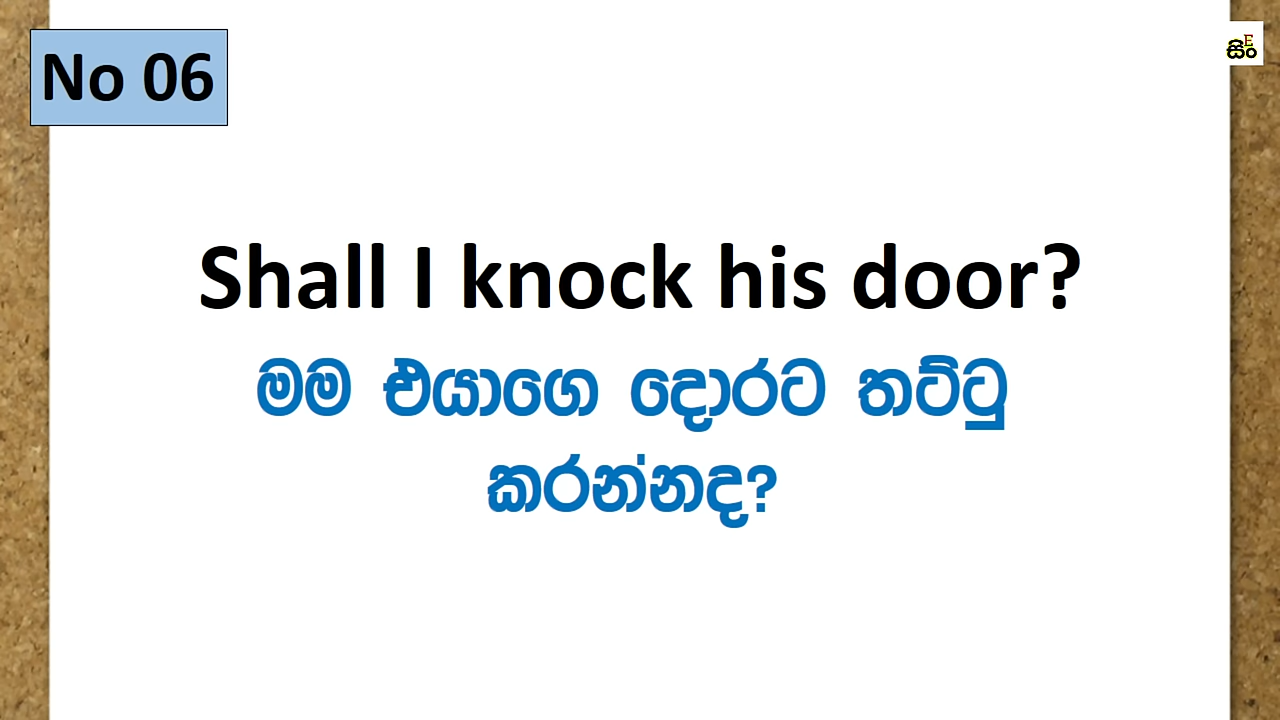 No 06
සිං
E
Shall I knock his door?
මම එයාගෙ දොරට තට්ටු
කරන්නද?